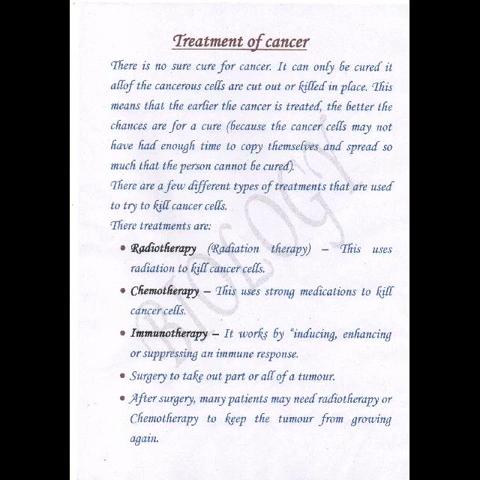 Treatment of cancer
There is no sure cure for cancer. It can only be cured it
allof the cancerous cells are cut out or killed in place. This
means that the earlier the cancer is treated, the better the
chances are for a cure (because the cancer cells may not
have had enough time to copy themselves and spread so
much that the person cannot be cured).
There are a few different types of treatments that are used
to try to kill cancer cells.
There treatments are:
• Radiotherapy (Radiation therapy) – This uses
radiation to kill cancer cells.
• Chemotherapy – This uses strong medications to kill
cancer cells.
• Immunotherapy – It works by "inducing, enhancing
or suppressing an immune response.
• Surgery to take out part or all of a tumour.
• After surgery, many patients may need radiotherapy or
Chemotherapy to keep the tumour from growing
again.
BIOLOGY